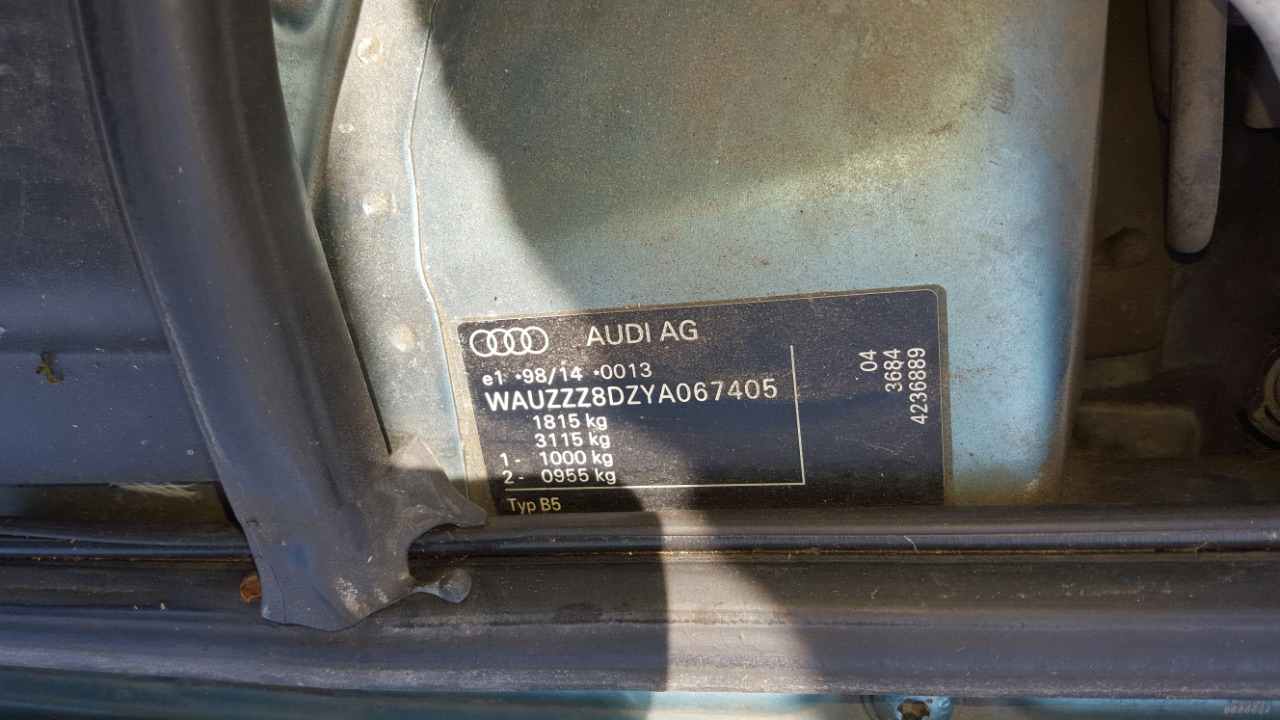 AUDI AG
e1 *98/14 *0013
WAUZZZ8DZYA067405
1815 kg
3115 kg
1- 1000 kg
2- 0955 kg
Typ B5
04
3684
4236889